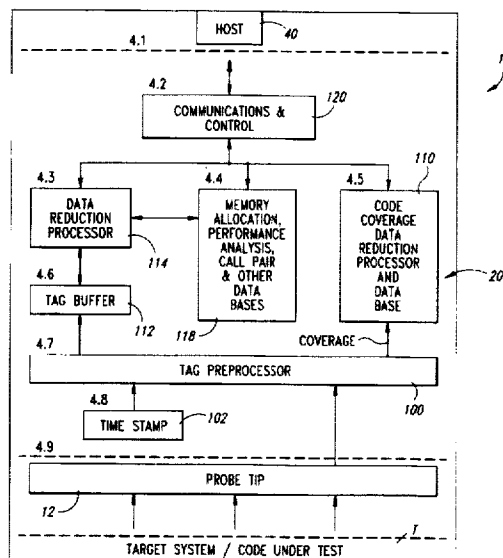 HOST
40
4.1
1
4.2
COMMUNICATIONS &
CONTROL
120
4.3
DATA
REDUCTION
PROCESSOR
114
4.4
MEMORY
ALLOCATION,
PERFORMANCE
ANALYSIS,
CALL PAIR
& OTHER
DATA
BASES
118
4.5
110
CODE
COVERAGE
DATA
REDUCTION
PROCESSOR
AND
DATA
BASE
20
4.6
TAG BUFFER
112
COVERAGE
4.7
TAG PREPROCESSOR
100
4.8
TIME STAMP
102
4.9
PROBE TIP
12
T
TARGET SYSTEM / CODE UNDER TEST